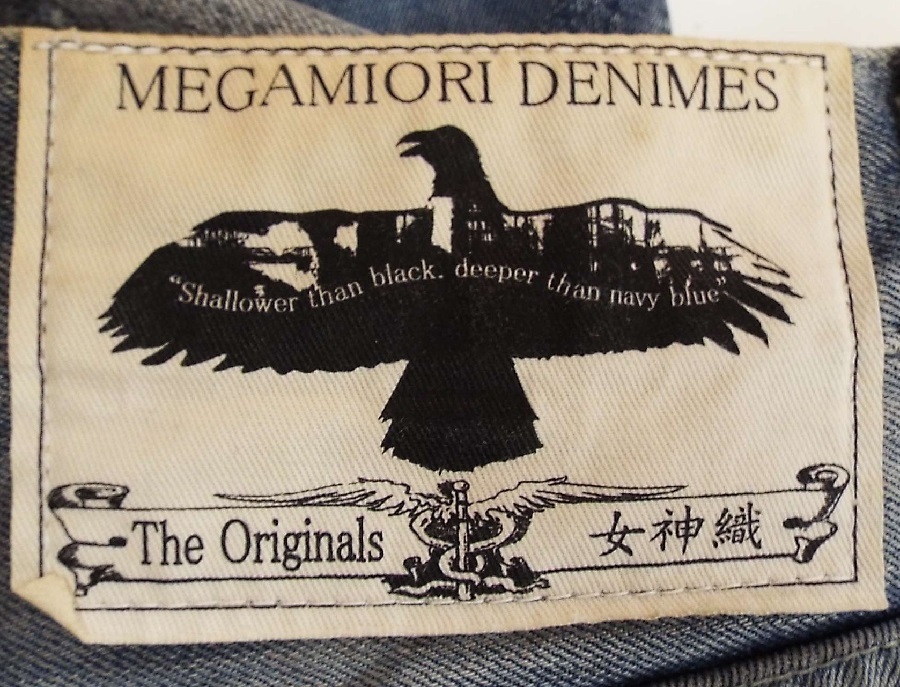 MEGAMIORI DENIMES
“Shallower than black. deeper than navy blue”
The Originals
女神織